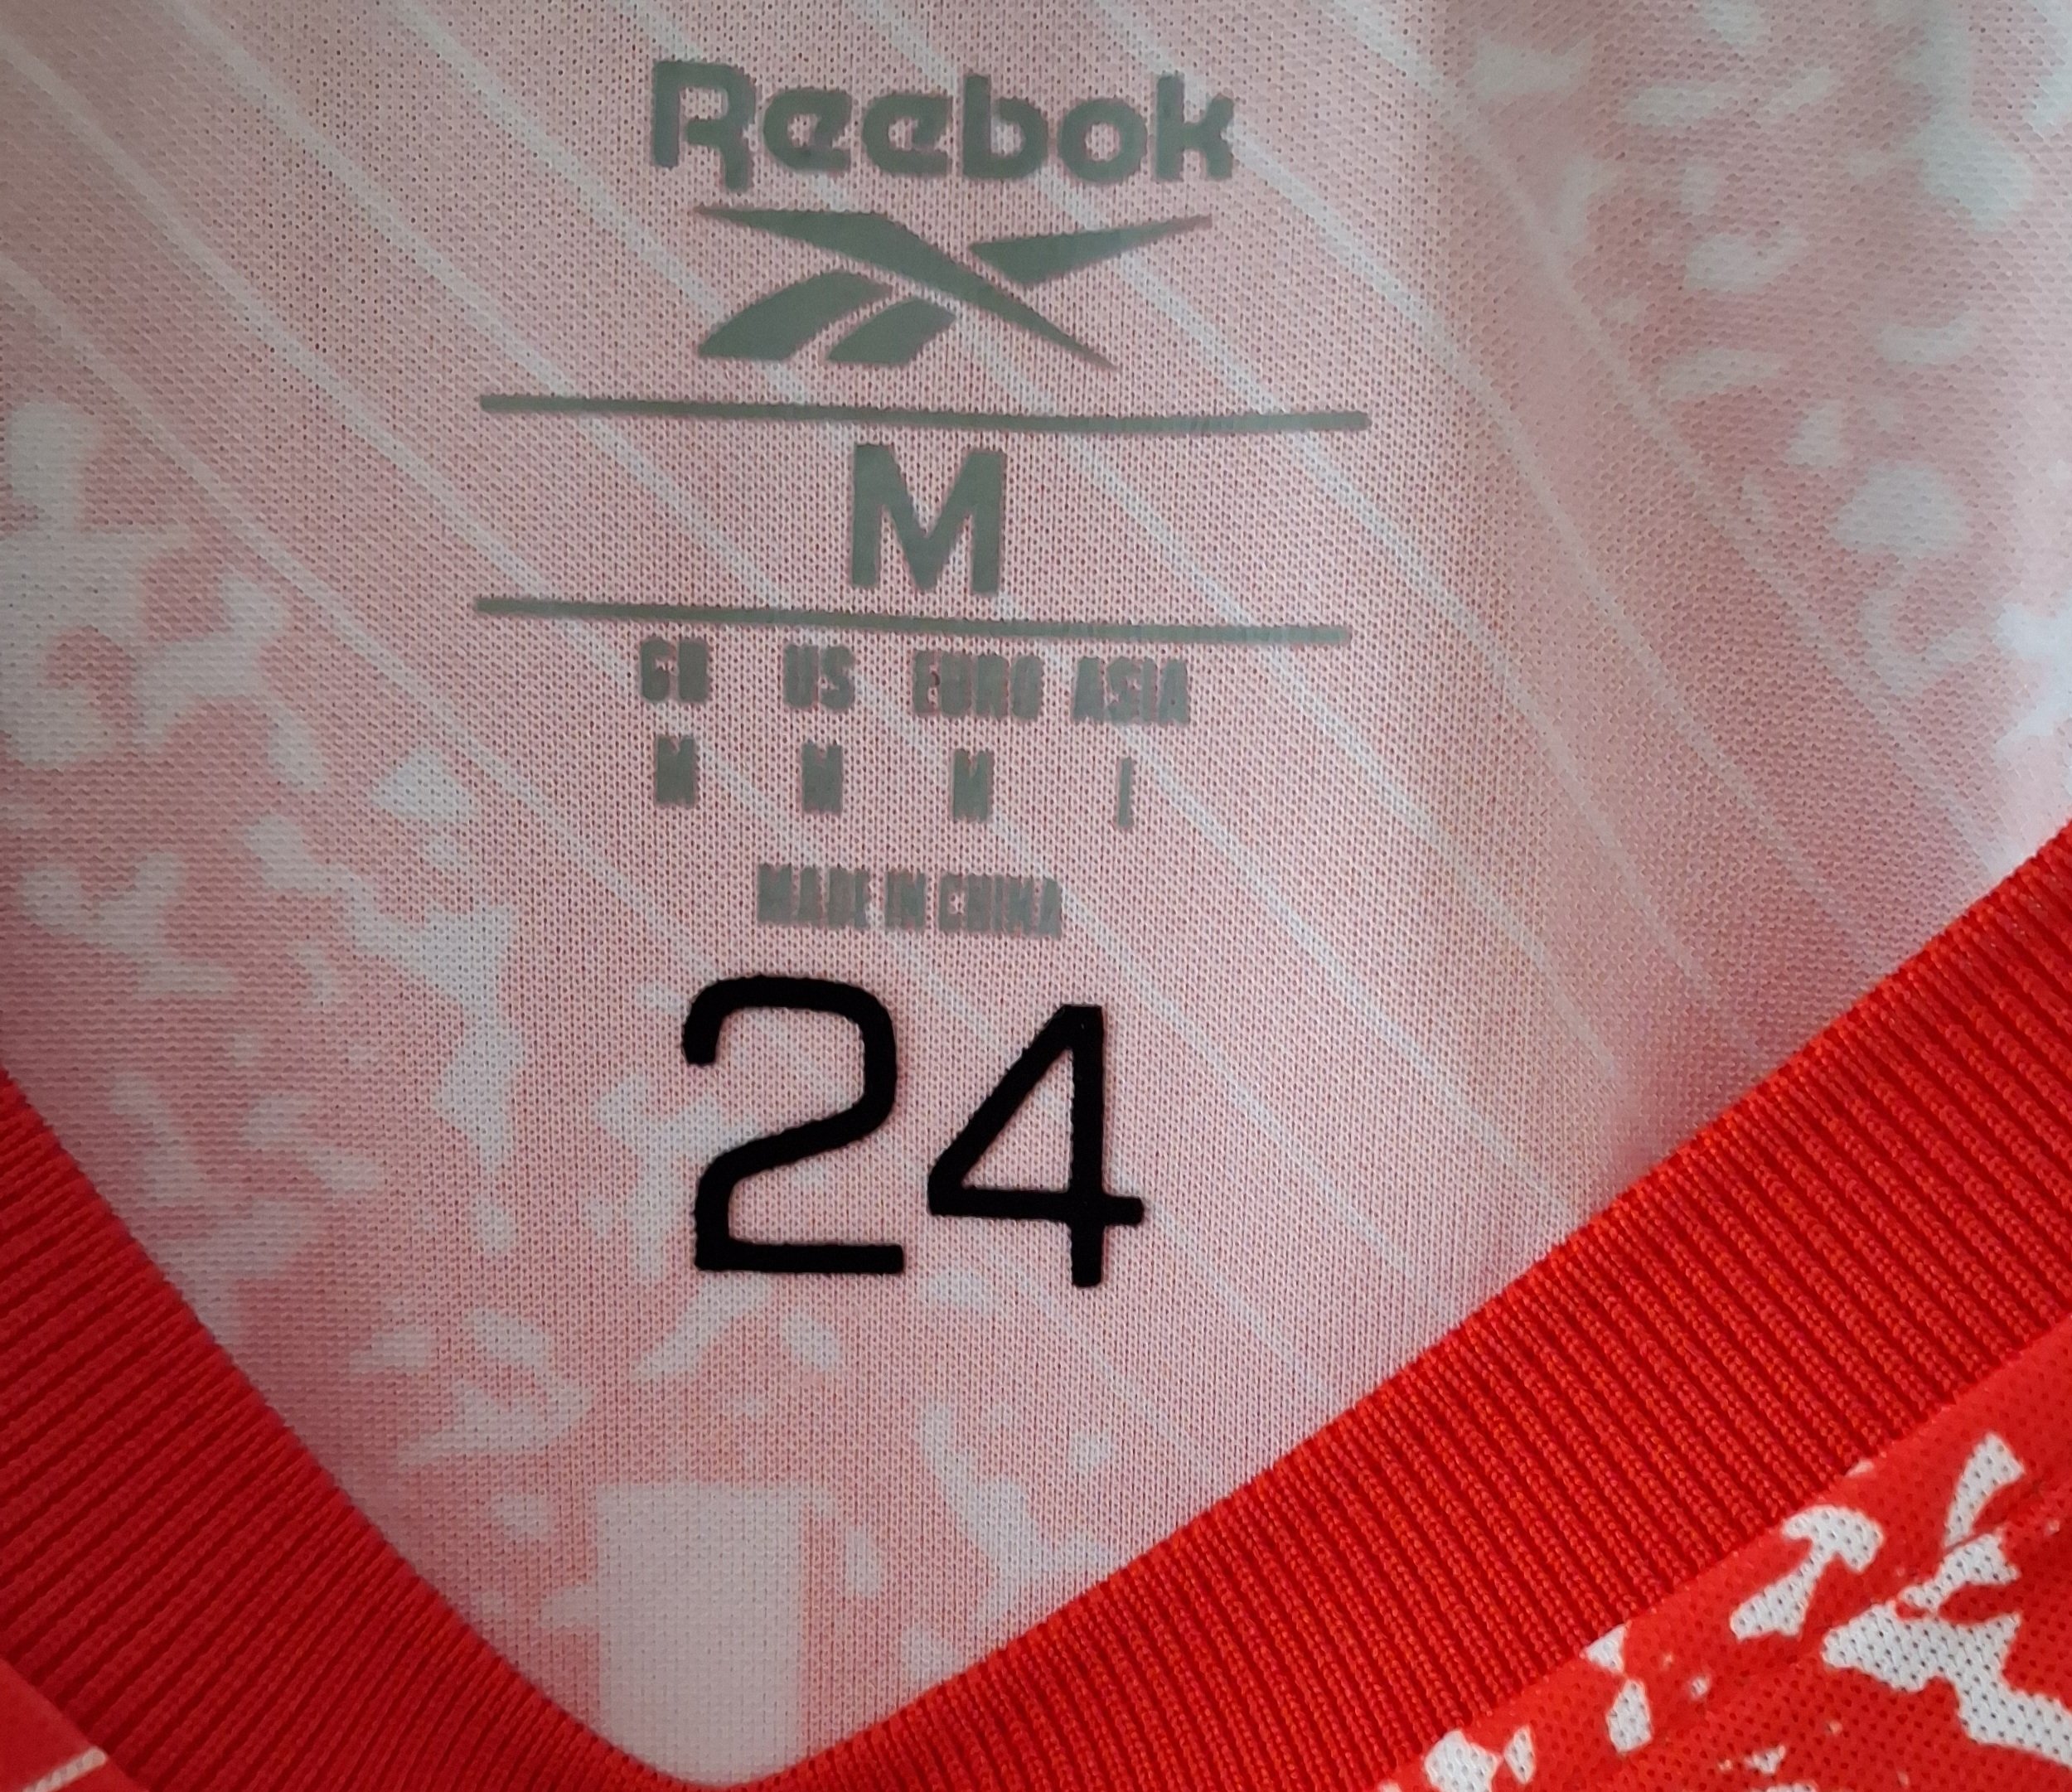 Reebok
M
GB US EURO ASIA
M M M L
MADE IN CHINA
24